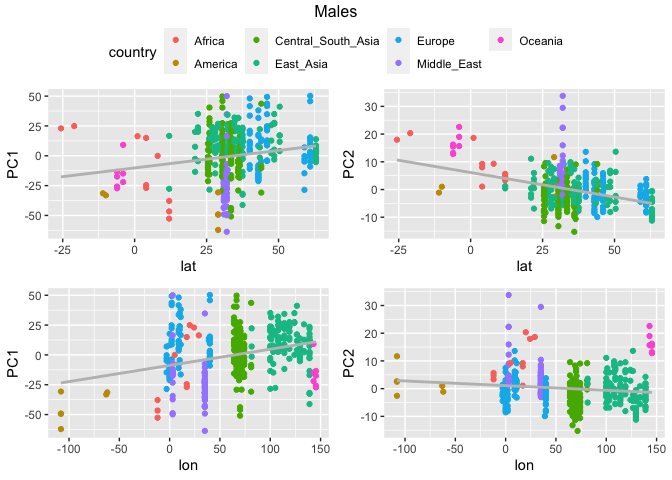 Males
country
Africa
Central_South_Asia
Europe
Oceania
America
East_Asia
Middle_East
PC1
50
25
0
-25
-50
-25
0
25
50
lat
PC2
30
20
10
0
-10
-25
0
25
50
lat
PC1
50
25
0
-25
-50
-100
-50
0
50
100
150
lon
PC2
30
20
10
0
-10
-100
-50
0
50
100
150
lon